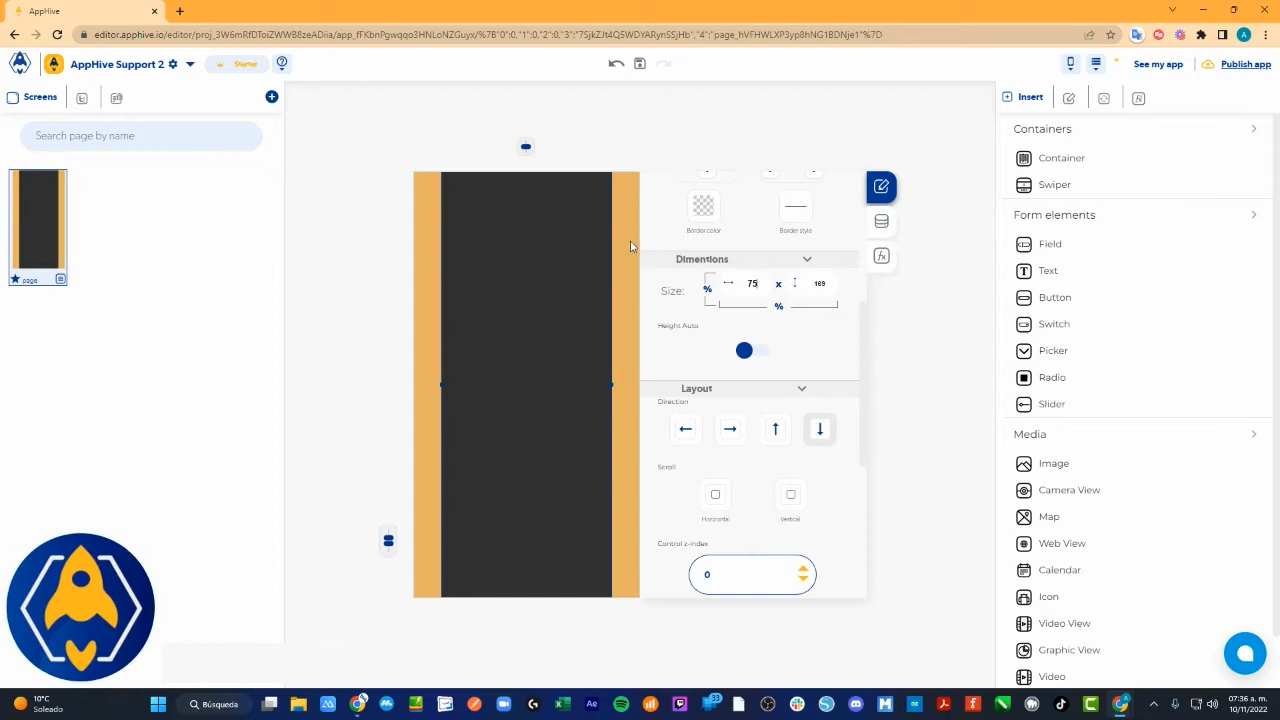 AppHive
editor.apphive.io/editor/proj_3W6mRfDToiZWWB8zeADiia/app_fFKbnPgwqqo3HNLoNZGuyx/%7B"0":0,"1":0,"2":0,"3":"7SjkZJt4Q5WDYARynSSjHb","4":"page_hVFHWLXP3yp8hNG1BDNje1"%7D
A
AppHive Support 2
Starter
See my app
Publish app
Screens
Insert
Search page by name
page
Border color
Border style
Dimentions
Size:
%
75
x
169
%
Height Auto
Layout
Direction
Scroll
Horizontal
Vertical
Control z-index
0
Containers
Container
Swiper
Form elements
Field
Text
Button
Switch
Picker
Radio
Slider
Media
Image
Camera View
Map
Web View
Calendar
Icon
Video View
Graphic View
Video
10°C
Soleado
Búsqueda
33
07:36 a. m.
10/11/2022